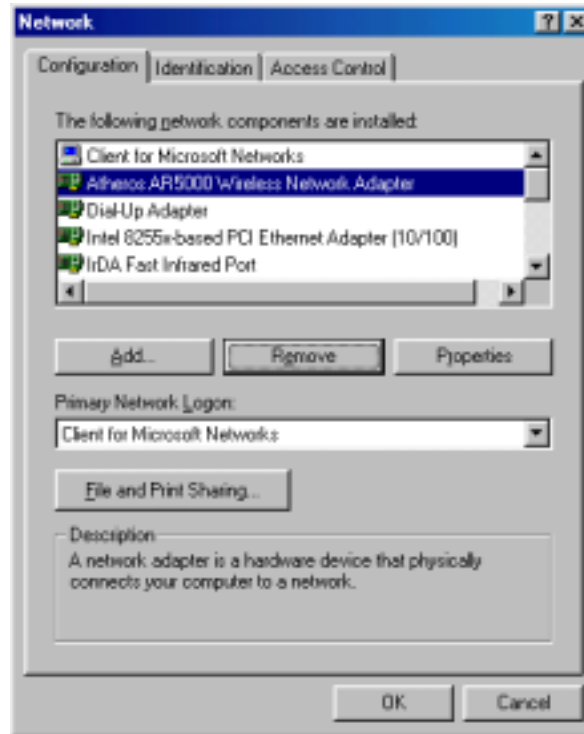 Network
Configuration Identification Access Control
The following network components are installed:
Client for Microsoft Networks
Atheros AR5000 Wireless Network Adapter
Dial-Up Adapter
Intel 8255x-based PCI Ethernet Adapter (10/100)
IrDA Fast Infrared Port
Add... Remove Properties
Primary Network Logon:
Client for Microsoft Networks
File and Print Sharing...
Description
A network adapter is a hardware device that physically
connects your computer to a network.
OK Cancel